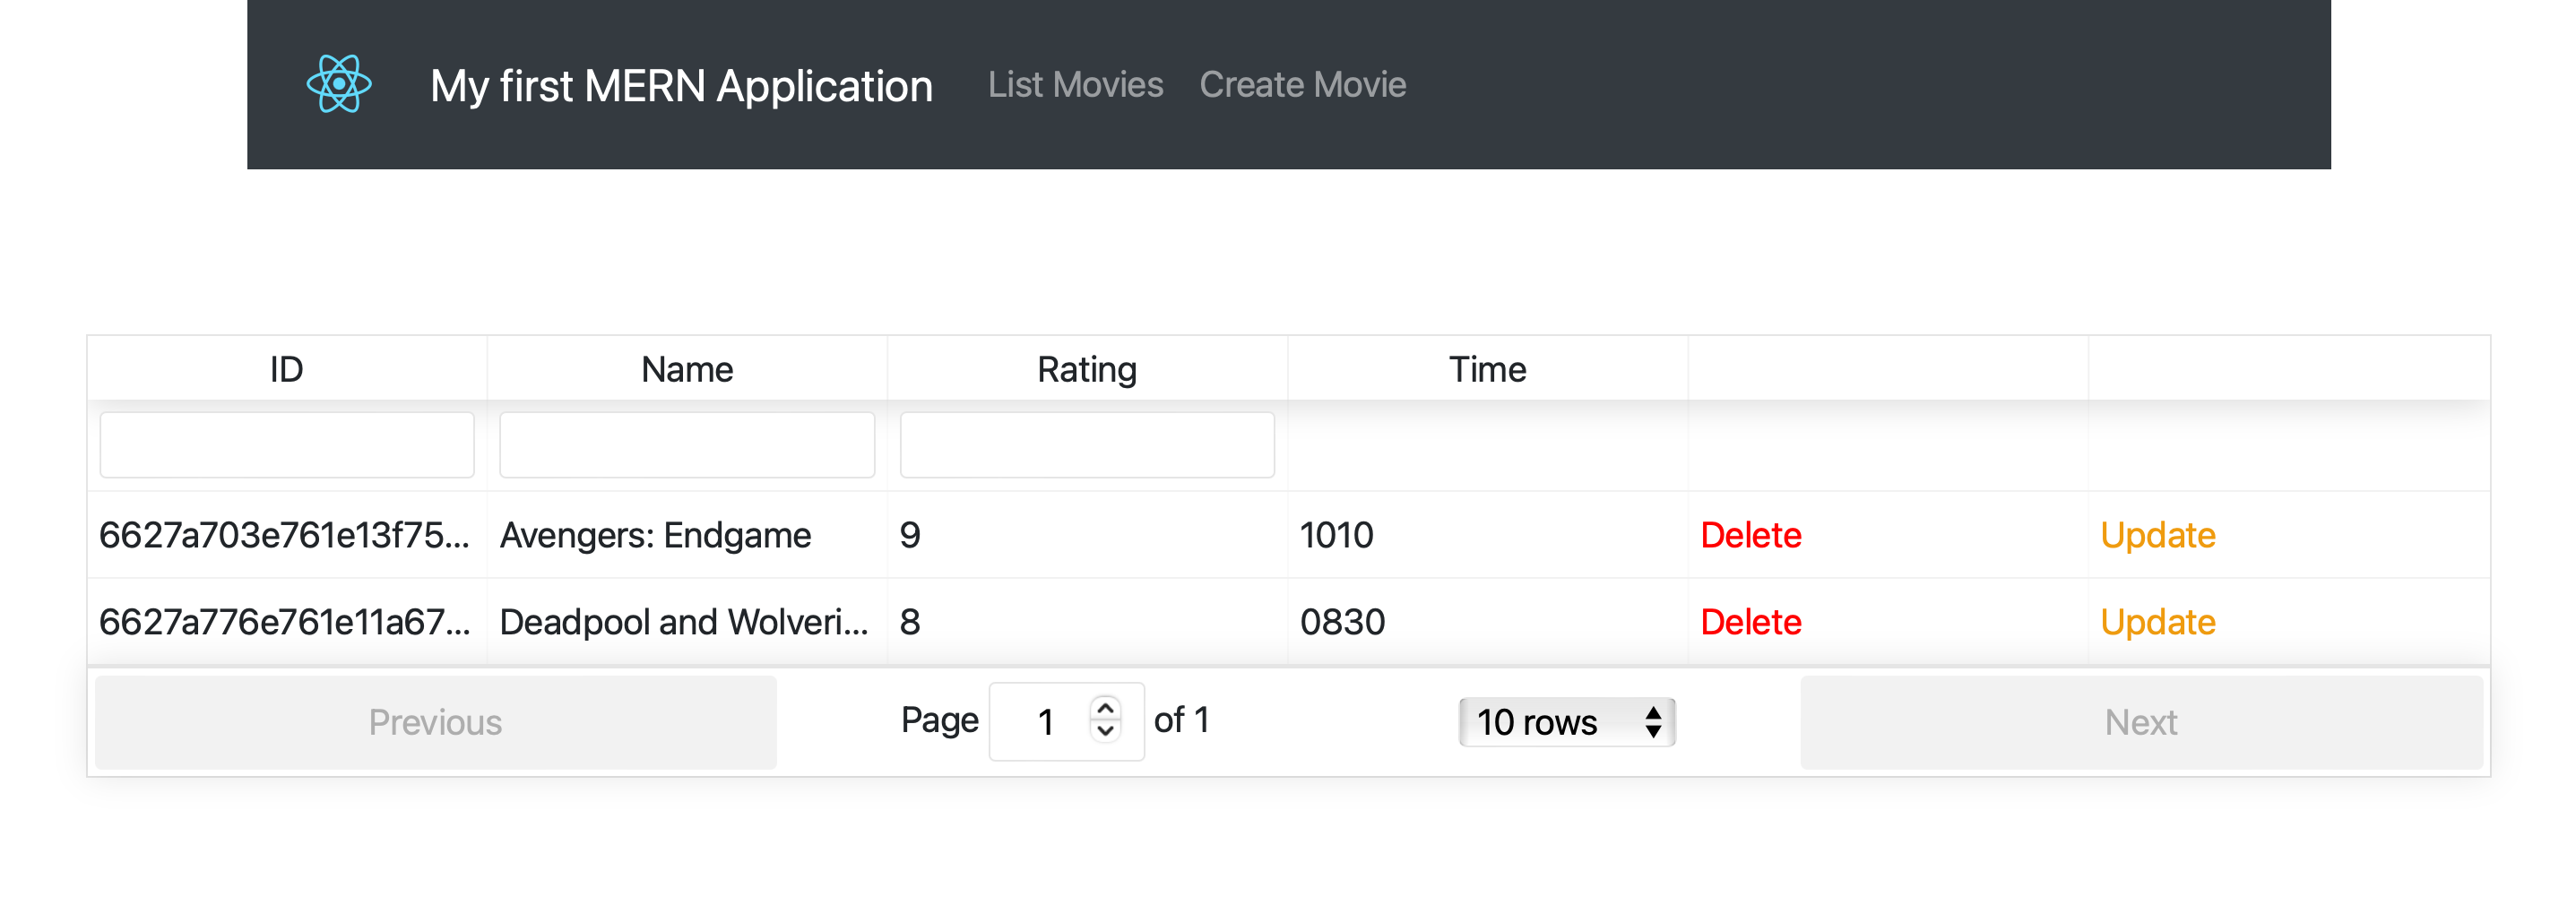 My first MERN Application List Movies Create Movie
ID Name Rating Time
6627a703e761e13f75... Avengers: Endgame 9 1010 Delete Update
6627a776e761e11a67... Deadpool and Wolveri... 8 0830 Delete Update
Previous Page 1 of 1 10 rows Next